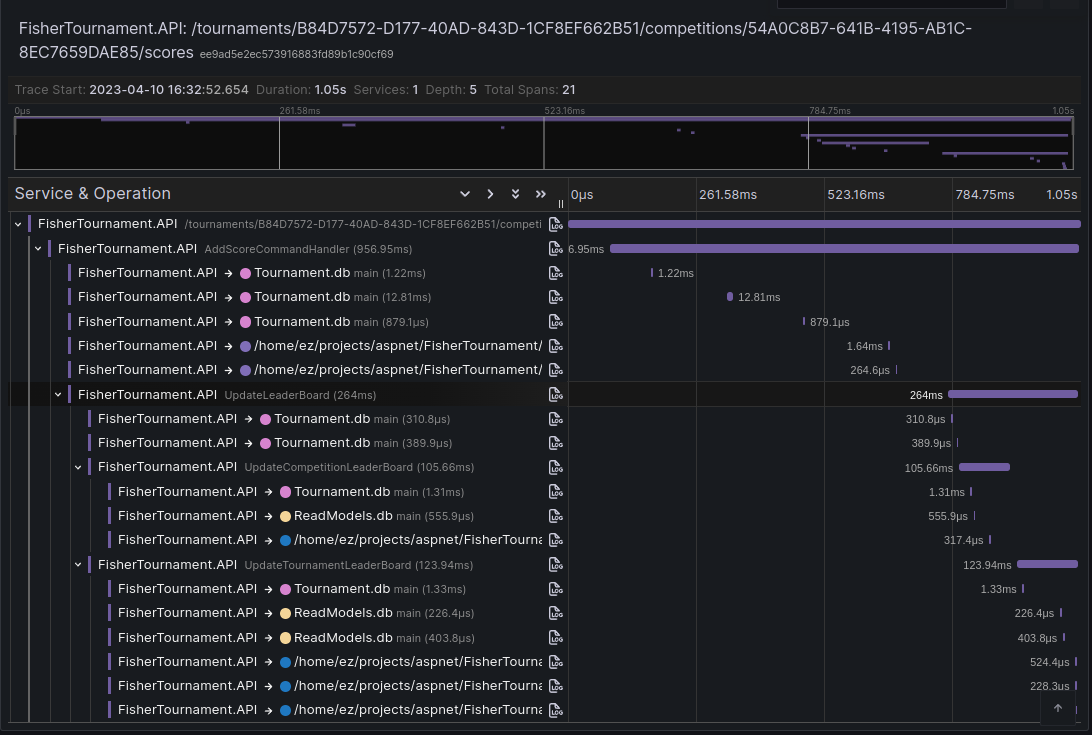 FisherTournament.API: /tournaments/B84D7572-D177-40AD-843D-1CF8EF662B51/competitions/54A0C8B7-641B-4195-AB1C-
8EC7659DAE85/scores ee9ad5e2ec573916883fd89b1c90cf69
Trace Start: 2023-04-10 16:32:52.654 Duration: 1.05s Services: 1 Depth: 5 Total Spans: 21
0μs 261.58ms 523.16ms 784.75ms 1.05s
Service & Operation 0μs 261.58ms 523.16ms 784.75ms 1.05s
FisherTournament.API /tournaments/B84D7572-D177-40AD-843D-1CF8EF662B51/competi
FisherTournament.API AddScoreCommandHandler (956.95ms) 6.95ms
FisherTournament.API → Tournament.db main (1.22ms) 1.22ms
FisherTournament.API → Tournament.db main (12.81ms) 12.81ms
FisherTournament.API → Tournament.db main (879.1μs) 879.1μs
FisherTournament.API → /home/ez/projects/aspnet/FisherTournament/ 1.64ms
FisherTournament.API → /home/ez/projects/aspnet/FisherTournament/ 264.6μs
FisherTournament.API UpdateLeaderBoard (264ms) 264ms
FisherTournament.API → Tournament.db main (310.8μs) 310.8μs
FisherTournament.API → Tournament.db main (389.9μs) 389.9μs
FisherTournament.API UpdateCompetitionLeaderBoard (105.66ms) 105.66ms
FisherTournament.API → Tournament.db main (1.31ms) 1.31ms
FisherTournament.API → ReadModels.db main (555.9μs) 555.9μs
FisherTournament.API → /home/ez/projects/aspnet/FisherTourna 317.4μs
FisherTournament.API UpdateTournamentLeaderBoard (123.94ms) 123.94ms
FisherTournament.API → Tournament.db main (1.33ms) 1.33ms
FisherTournament.API → ReadModels.db main (226.4μs) 226.4μs
FisherTournament.API → ReadModels.db main (403.8μs) 403.8μs
FisherTournament.API → /home/ez/projects/aspnet/FisherTourna 524.4μs
FisherTournament.API → /home/ez/projects/aspnet/FisherTourna 228.3μs
FisherTournament.API → /home/ez/projects/aspnet/FisherTourna